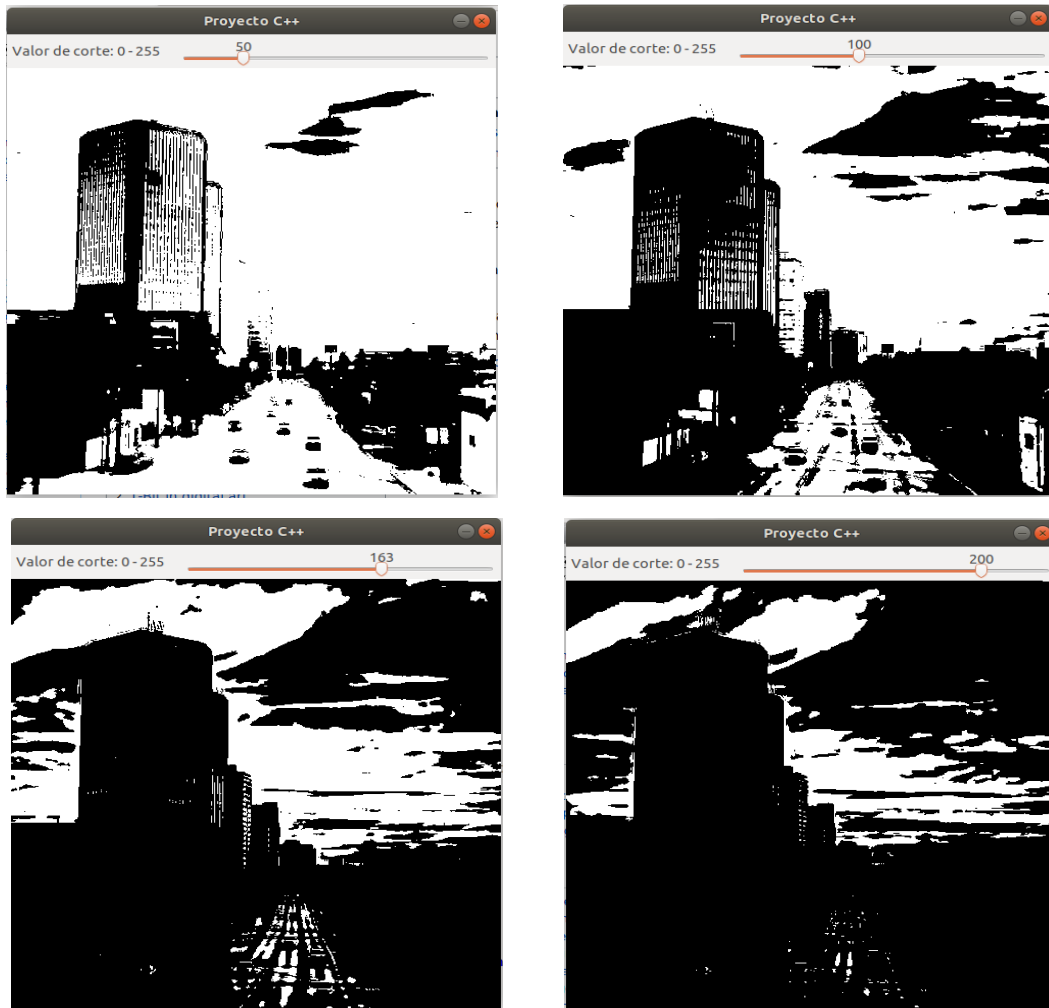 Proyecto C++
Valor de corte: 0 - 255 50
Proyecto C++
Valor de corte: 0 - 255 100
Proyecto C++
Valor de corte: 0 - 255 163
Proyecto C++
Valor de corte: 0 - 255 200